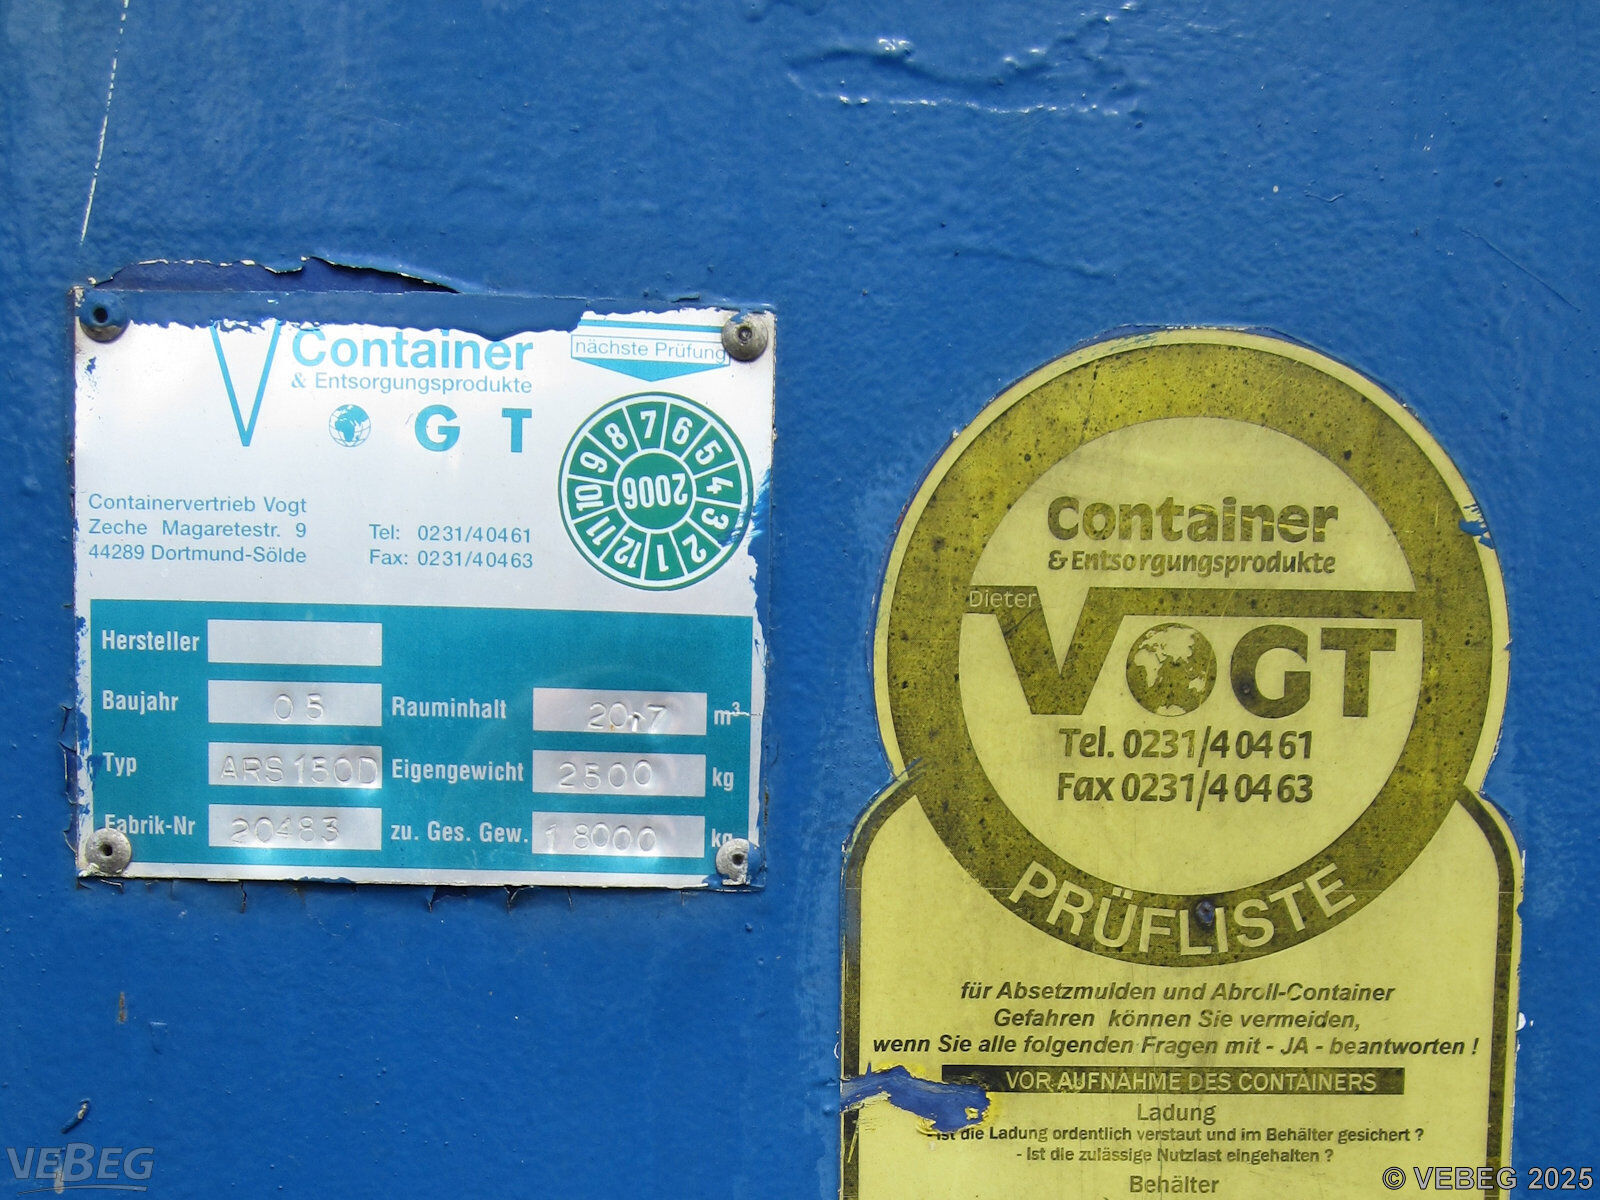 Container
& Entsorgungsprodukte
VOGT
nächste Prüfung
1 2 3 4 5 6 7 8 9 10 11 12
2006
Containervertrieb Vogt
Zeche Magaretestr. 9
44289 Dortmund-Sölde
Tel: 0231/40461
Fax: 0231/40463
Hersteller
Baujahr 05 Rauminhalt 20,7 m³
Typ ARS150D Eigengewicht 2500 kg
Fabrik-Nr 20483 zu. Ges. Gew. 18000 kg
Container
& Entsorgungsprodukte
Dieter
VOGT
Tel. 0231/40461
Fax 0231/40463
PRÜFLISTE
für Absetzmulden und Abroll-Container
Gefahren können Sie vermeiden,
wenn Sie alle folgenden Fragen mit - JA - beantworten !
VOR AUFNAHME DES CONTAINERS
Ladung
- Ist die Ladung ordentlich verstaut und im Behälter gesichert ?
- Ist die zulässige Nutzlast eingehalten ?
Behälter
VEBEG
© VEBEG 2025